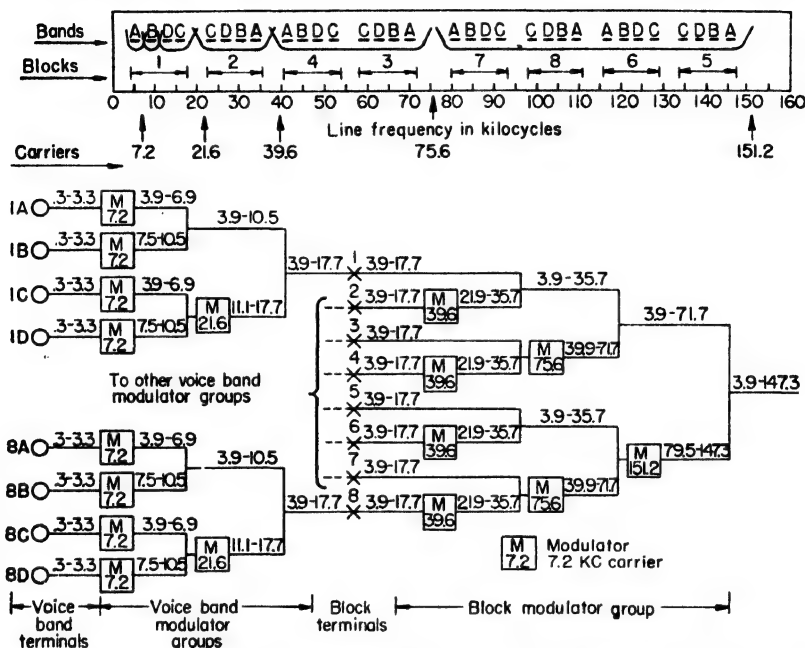 Bands A B D C C D B A A B D C C D B A A B D C C D B A A B D C C D B A
Blocks 1 2 4 3 7 8 6 5
0 10 20 30 40 50 60 70 80 90 100 110 120 130 140 150 160
Line frequency in kilocycles
Carriers 7.2 21.6 39.6 75.6 151.2
1A .3-3.3 M 7.2 3.9-6.9
3.9-10.5
1B .3-3.3 M 7.2 7.5-10.5
1C .3-3.3 M 7.2 3.9-6.9
M 21.6 11.1-17.7
1D .3-3.3 M 7.2 7.5-10.5
3.9-17.7 1 3.9-17.7
2 3.9-17.7 M 39.6 21.9-35.7
3.9-35.7
3 3.9-17.7
4 3.9-17.7 M 39.6 21.9-35.7
M 75.6 39.9-71.7
3.9-71.7
5 3.9-17.7
6 3.9-17.7 M 39.6 21.9-35.7
3.9-35.7
7 3.9-17.7
3.9-17.7 8 3.9-17.7 M 39.6 21.9-35.7
M 75.6 39.9-71.7
M 151.2 79.5-147.3
3.9-147.3
To other voice band
modulator groups
8A .3-3.3 M 7.2 3.9-6.9
3.9-10.5
8B .3-3.3 M 7.2 7.5-10.5
8C .3-3.3 M 7.2 3.9-6.9
M 21.6 11.1-17.7
8D .3-3.3 M 7.2 7.5-10.5
M Modulator
7.2 7.2 KC carrier
Voice
band
terminals
Voice band
modulator
groups
Block
terminals
Block modulator group